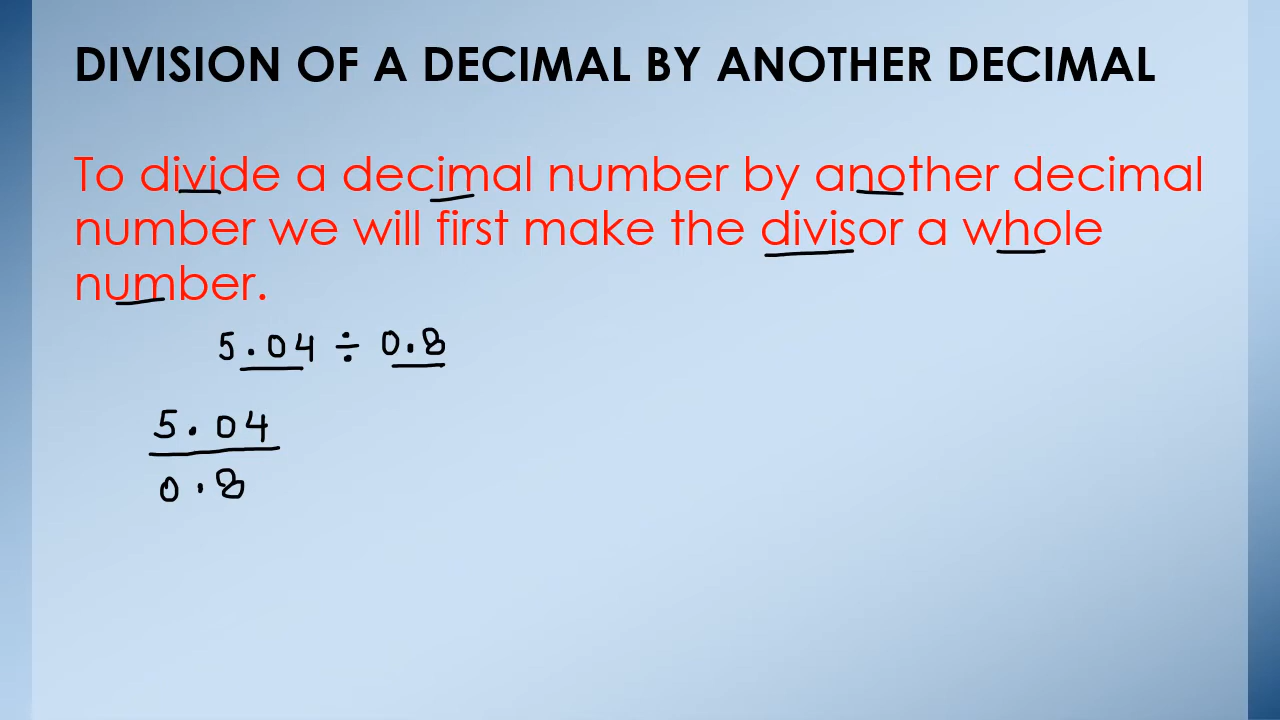 DIVISION OF A DECIMAL BY ANOTHER DECIMAL
To divide a decimal number by another decimal
number we will first make the divisor a whole
number.
5.04 ÷ 0.8
5.04
0.8